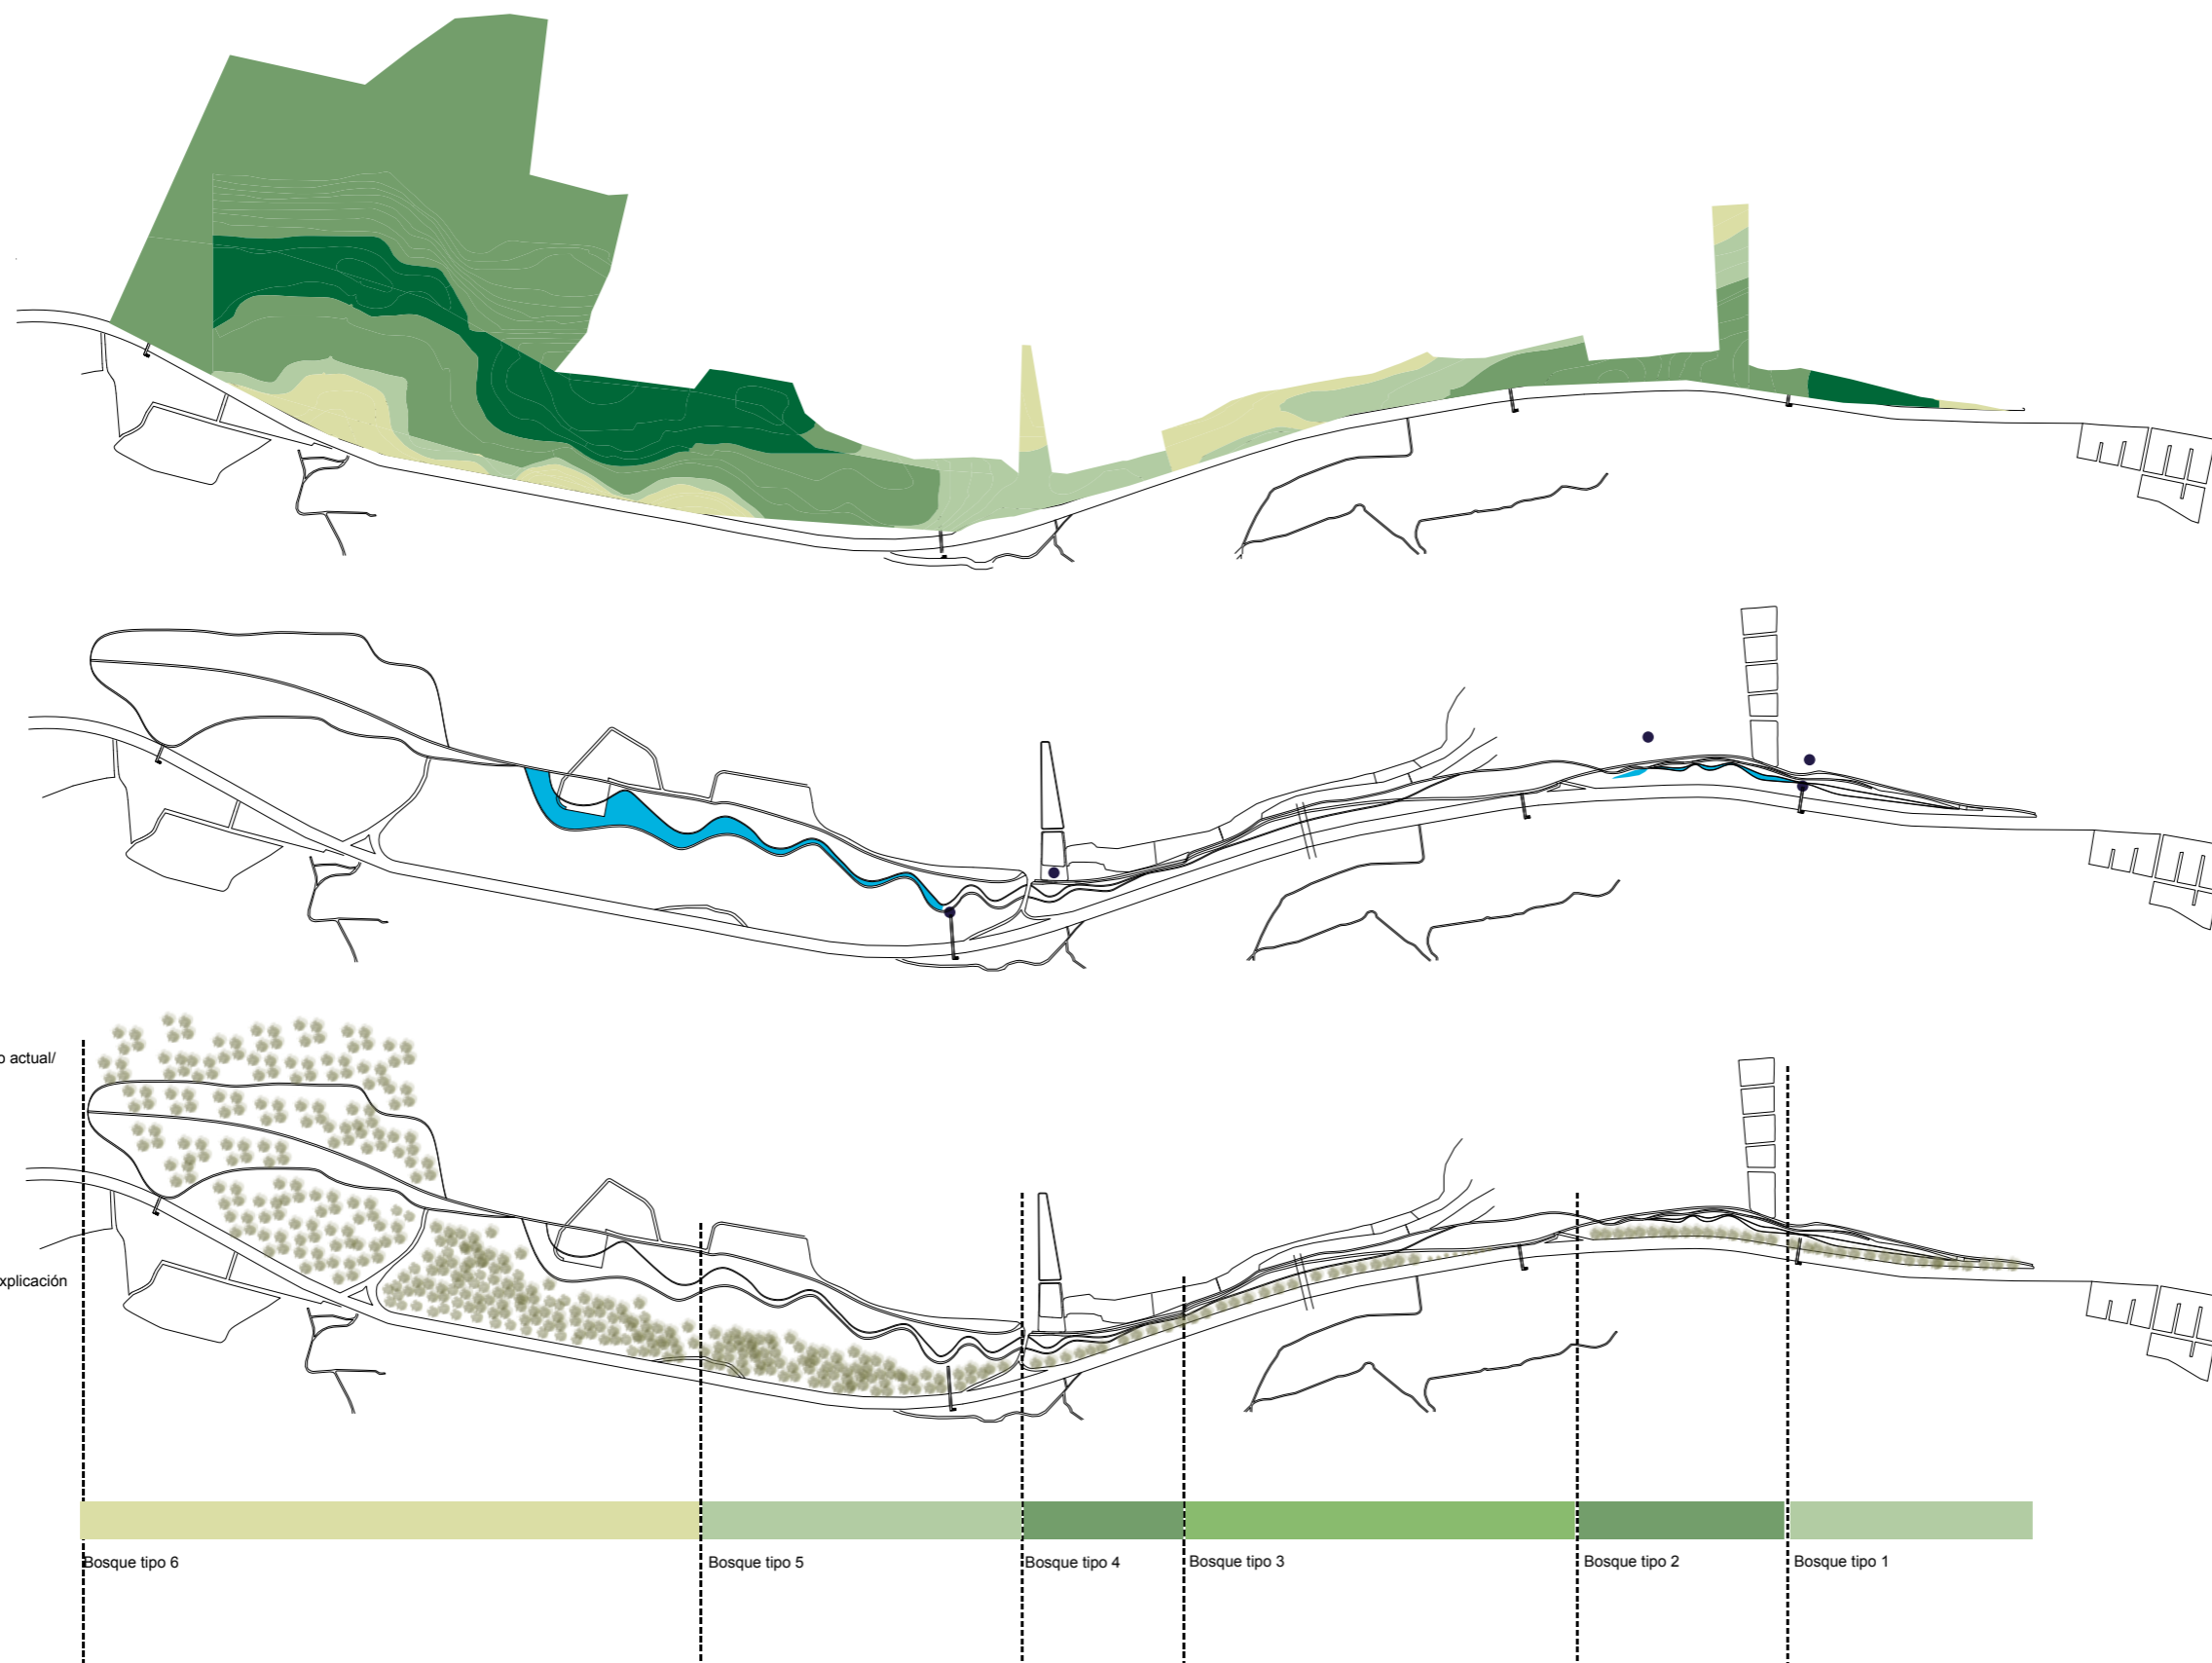 o actual/
xplicación
Bosque tipo 6
Bosque tipo 5
Bosque tipo 4
Bosque tipo 3
Bosque tipo 2
Bosque tipo 1